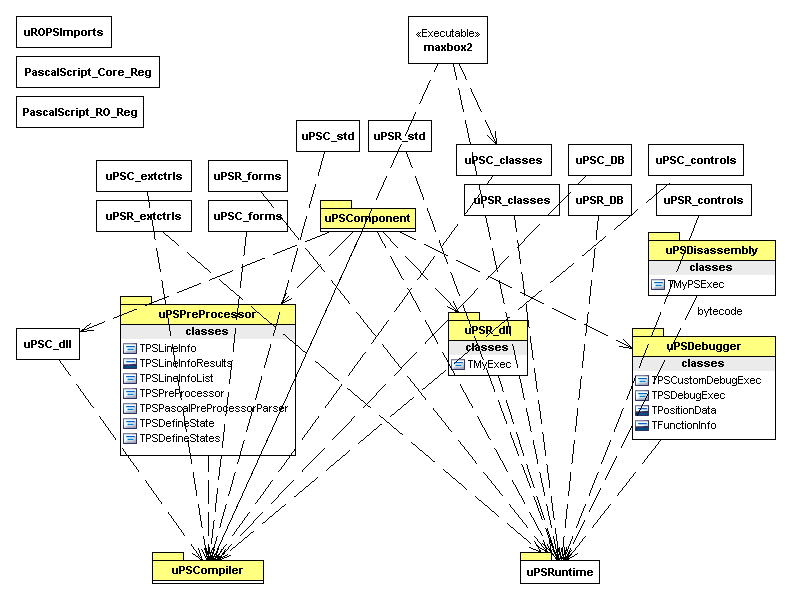 uROPSImports
«Executable»
maxbox2
PascalScript_Core_Reg
PascalScript_RO_Reg
uPSC_std
uPSR_std
uPSC_classes
uPSC_DB
uPSC_controls
uPSC_extctrls
uPSR_forms
uPSR_classes
uPSR_DB
uPSR_controls
uPSR_extctrls
uPSC_forms
uPSComponent
uPSDisassembly
classes
TMyPSExec
bytecode
uPSPreProcessor
classes
TPSLineInfo
TPSLineInfoResults
TPSLineInfoList
TPSPreProcessor
TPSPascalPreProcessorParser
TPSDefineState
TPSDefineStates
uPSC_dll
uPSR_dll
classes
TMyExec
uPSDebugger
classes
TPSCustomDebugExec
TPSDebugExec
TPositionData
TFunctionInfo
uPSCompiler
uPSRuntime